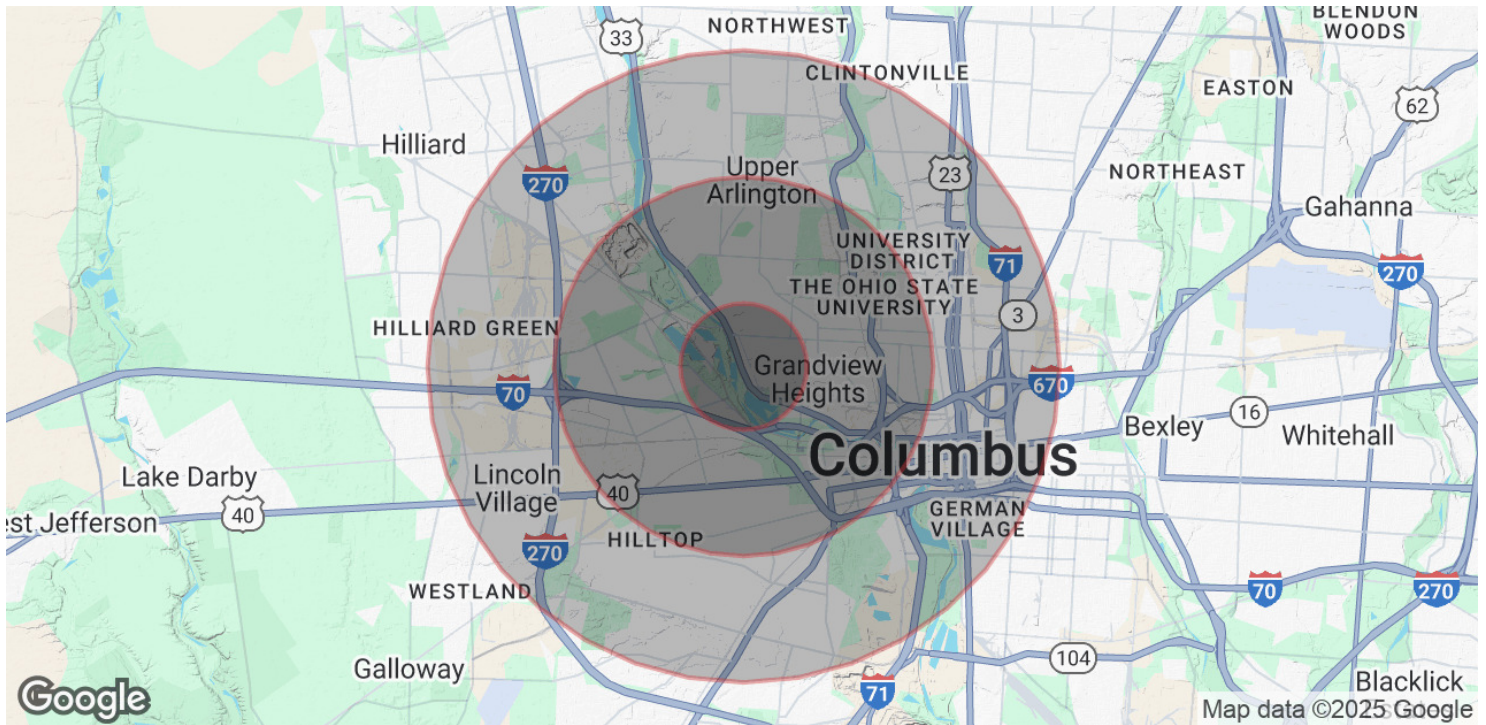 BLENDON
WOODS
NORTHWEST
33
CLINTONVILLE
EASTON
62
Hilliard
270
Upper
Arlington
23
NORTHEAST
Gahanna
UNIVERSITY
DISTRICT
71
270
THE OHIO STATE
UNIVERSITY
3
HILLIARD GREEN
Grandview
Heights
70
670
16
Bexley
Whitehall
Columbus
Lake Darby
Lincoln
Village
40
40
est Jefferson
GERMAN
VILLAGE
HILLTOP
270
WESTLAND
70
270
Galloway
104
71
Blacklick
Google
Map data ©2025 Google